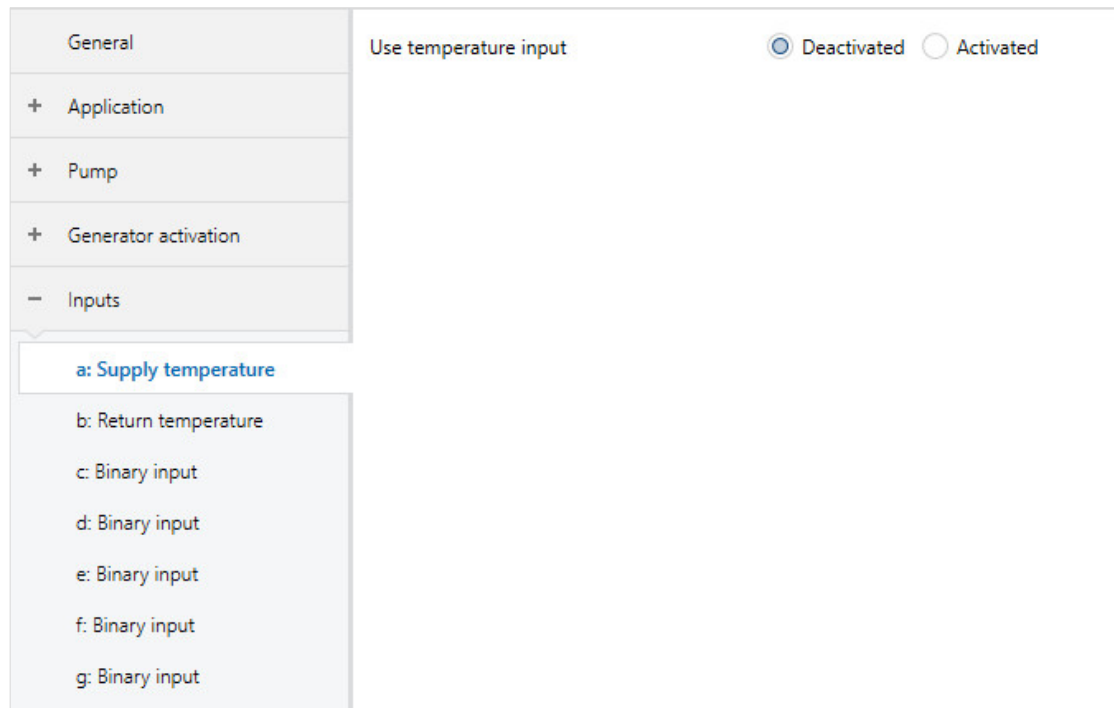 General
+ Application
+ Pump
+ Generator activation
− Inputs
a: Supply temperature
b: Return temperature
c: Binary input
d: Binary input
e: Binary input
f: Binary input
g: Binary input
Use temperature input Deactivated Activated